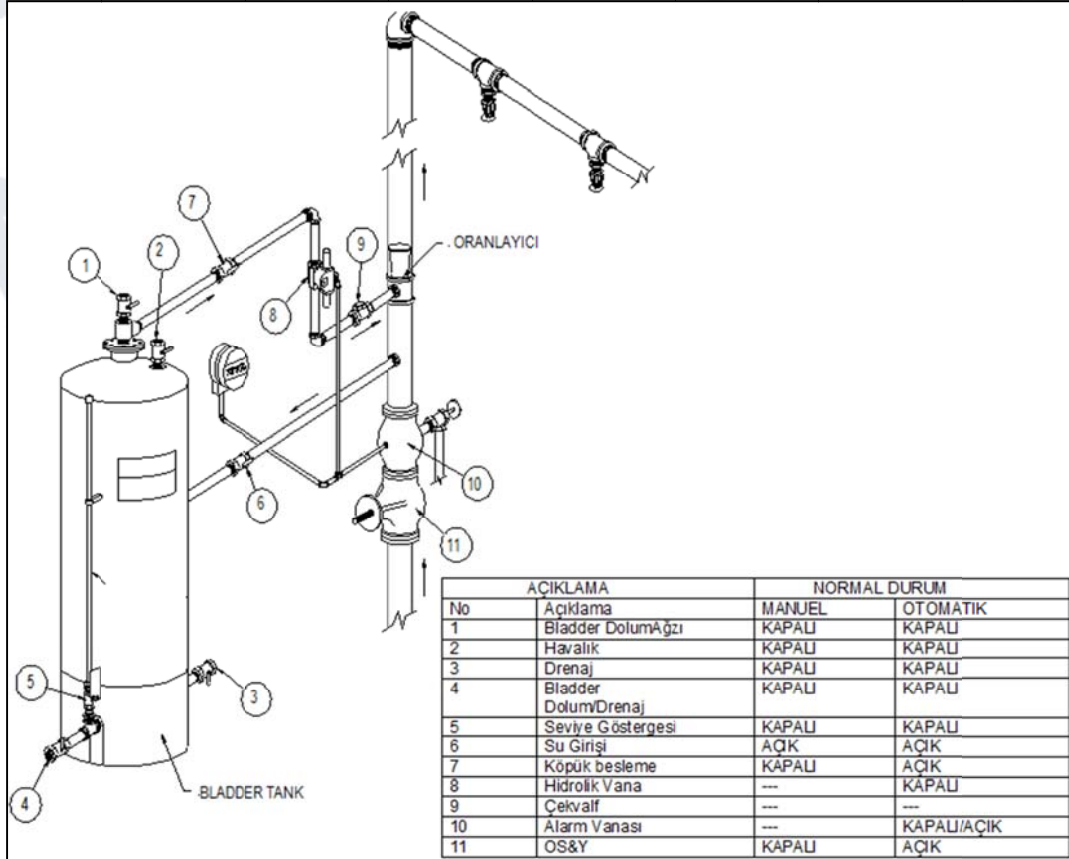 7
2
1
9
ORANLAYICI
8
10
6
11
5
3
4
BLADDER TANK
AÇIKLAMA NORMAL DURUM
No Açıklama MANUEL OTOMATIK
1 Bladder DolumAğzı KAPALI KAPALI
2 Havalık KAPALI KAPALI
3 Drenaj KAPALI KAPALI
4 Bladder Dolum/Drenaj KAPALI KAPALI
5 Seviye Göstergesi KAPALI KAPALI
6 Su Girişi AÇIK AÇIK
7 Köpük besleme KAPALI AÇIK
8 Hidrolik Vana --- KAPALI
9 Çekvalf --- ---
10 Alarm Vanası --- KAPALI/AÇIK
11 OS&Y KAPALI AÇIK